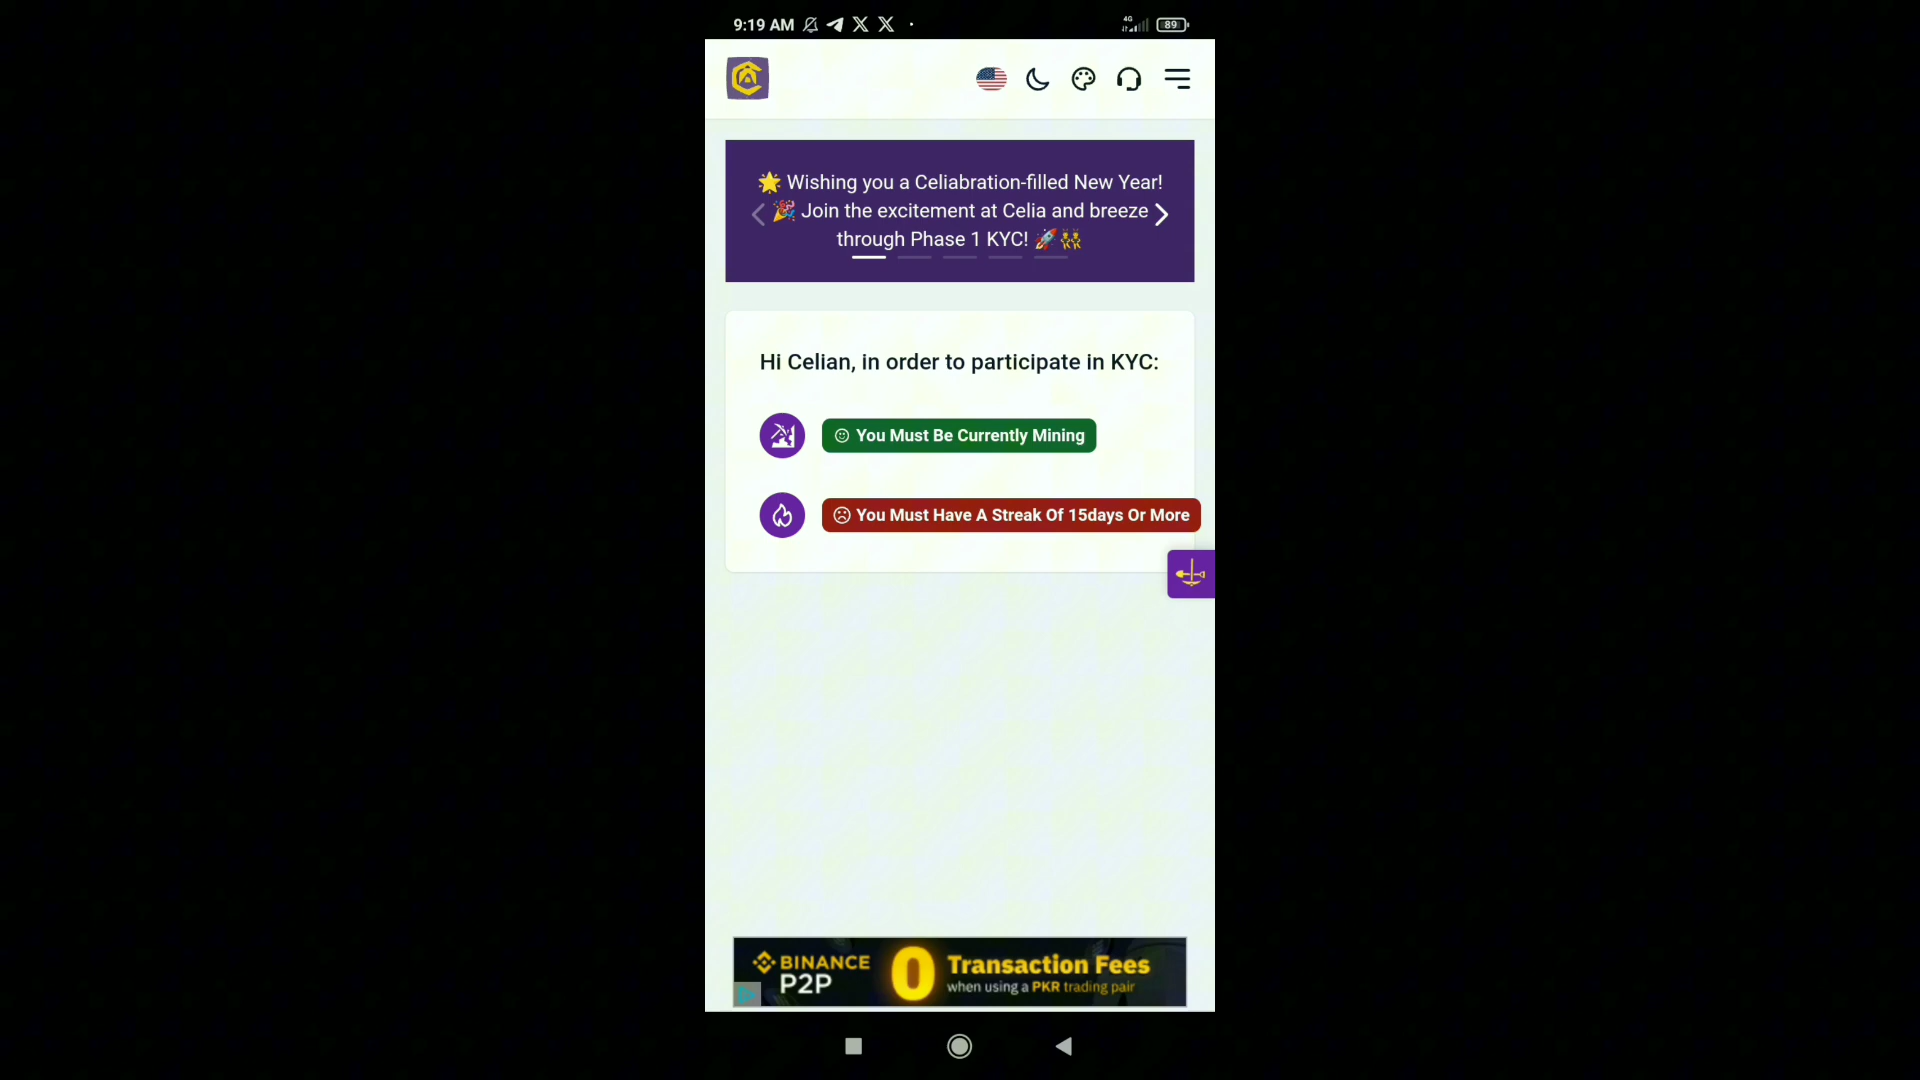 9:19 AM
4G
89
🌟 Wishing you a Celiabration-filled New Year!
🎉 Join the excitement at Celia and breeze
through Phase 1 KYC! 🚀👯
Hi Celian, in order to participate in KYC:
You Must Be Currently Mining
You Must Have A Streak Of 15days Or More
BINANCE
P2P
0
Transaction Fees
when using a PKR trading pair